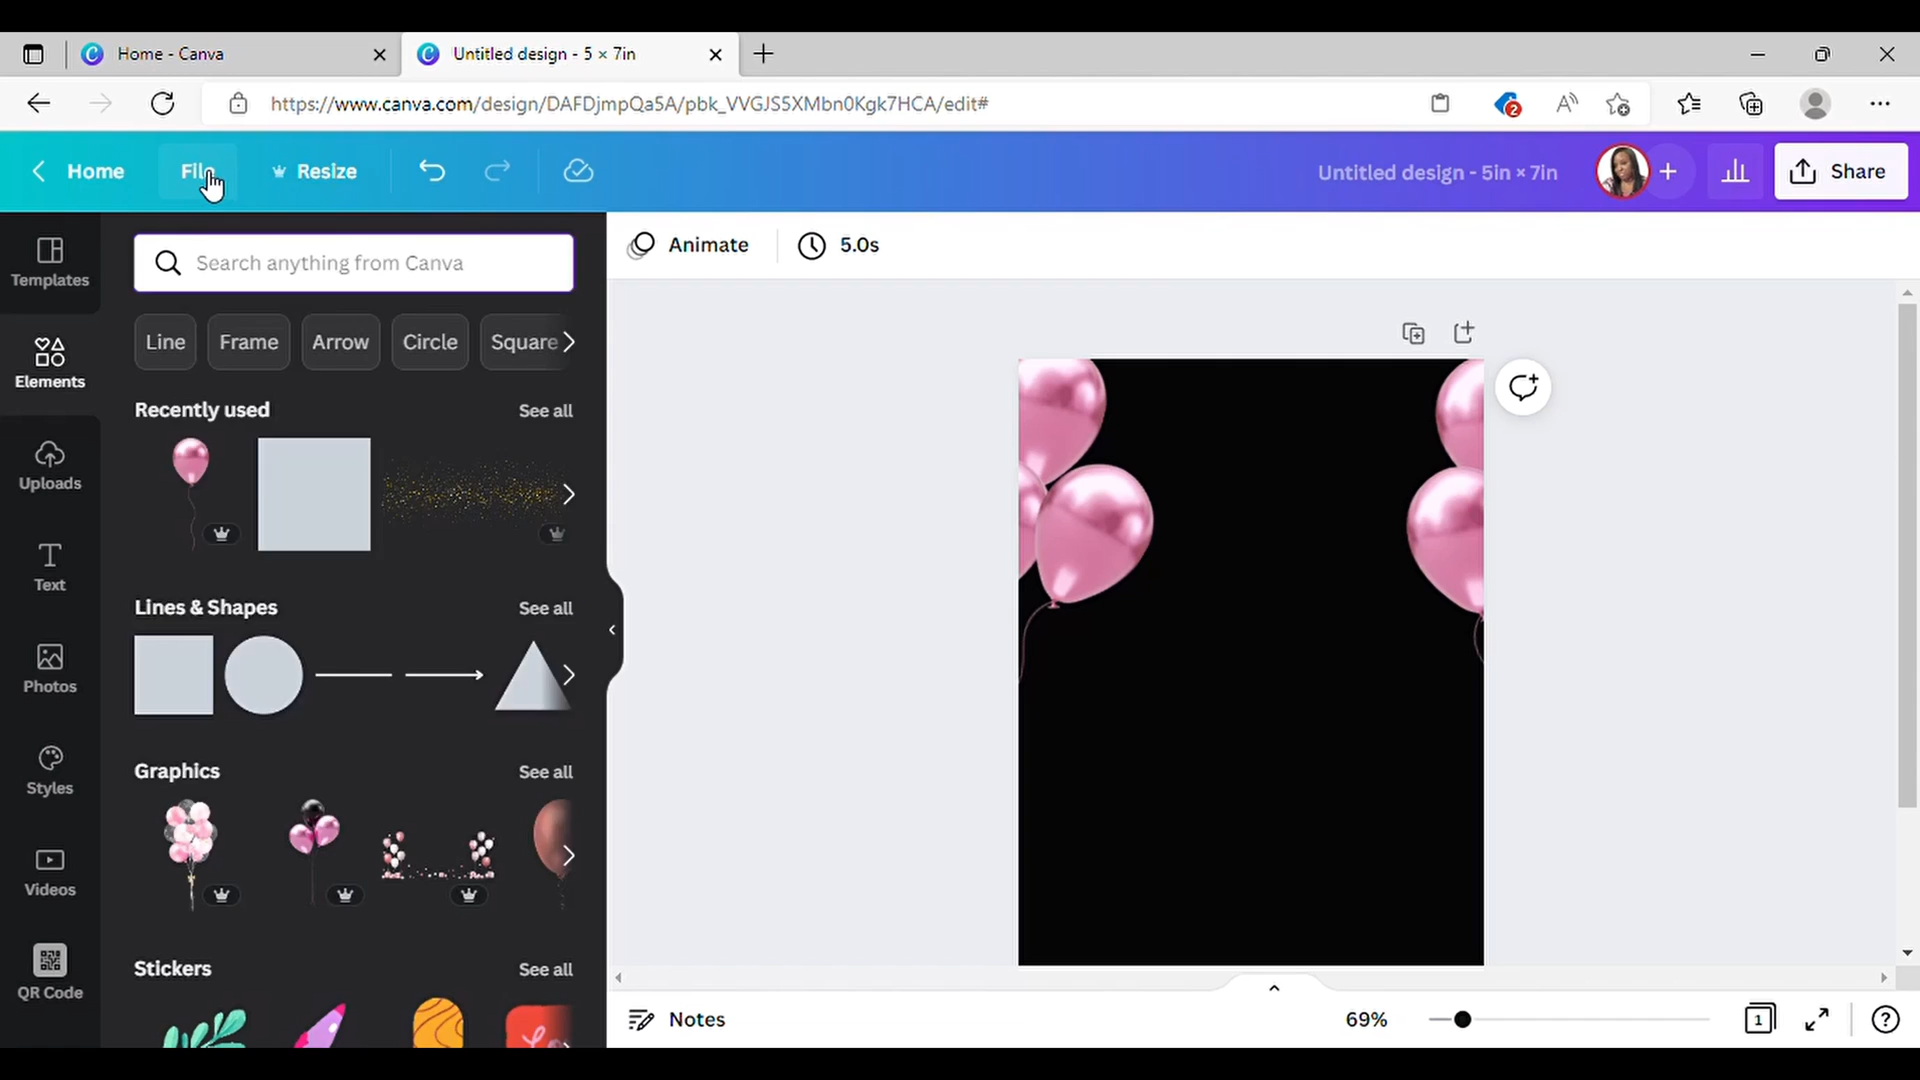 Home - Canva
Untitled design - 5 × 7in
https://www.canva.com/design/DAFDjmpQa5A/pbk_VVGJS5XMbn0Kgk7HCA/edit#
2
Home
File
Resize
Untitled design - 5in × 7in
Share
Templates
Elements
Uploads
Text
Photos
Styles
Videos
QR Code
Search anything from Canva
Line
Frame
Arrow
Circle
Square
Recently used
See all
Lines & Shapes
See all
Graphics
See all
Stickers
See all
Animate
5.0s
Notes
69%
1